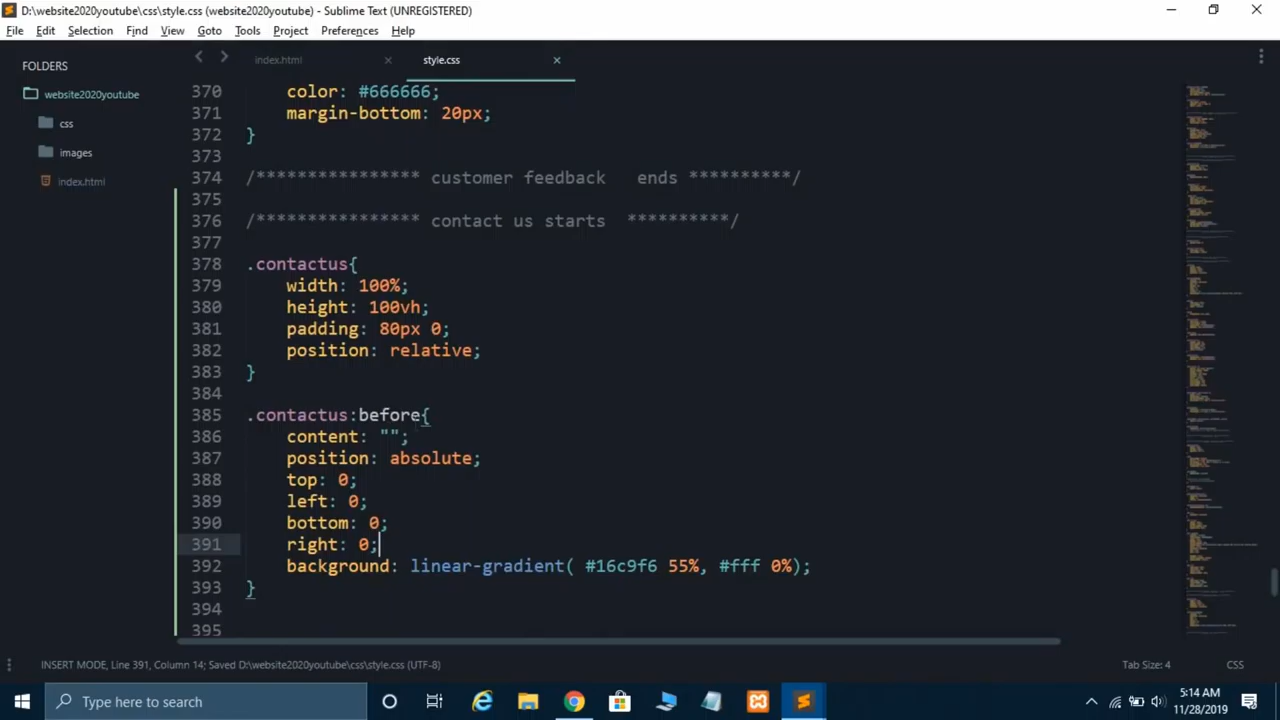 D:\website2020youtube\css\style.css (website2020youtube) - Sublime Text (UNREGISTERED)
File Edit Selection Find View Goto Tools Project Preferences Help
FOLDERS
website2020youtube
css
images
index.html
index.html × style.css ×
370 color: #666666;
371 margin-bottom: 20px;
372 }
373
374 /**************** customer feedback ends **********/
375
376 /**************** contact us starts **********/
377
378 .contactus{
379 width: 100%;
380 height: 100vh;
381 padding: 80px 0;
382 position: relative;
383 }
384
385 .contactus:before{
386 content: "";
387 position: absolute;
388 top: 0;
389 left: 0;
390 bottom: 0;
391 right: 0;
392 background: linear-gradient( #16c9f6 55%, #fff 0%);
393 }
394
395
INSERT MODE, Line 391, Column 14; Saved D:\website2020youtube\css\style.css (UTF-8) Tab Size: 4 CSS
Type here to search
5:14 AM
11/28/2019